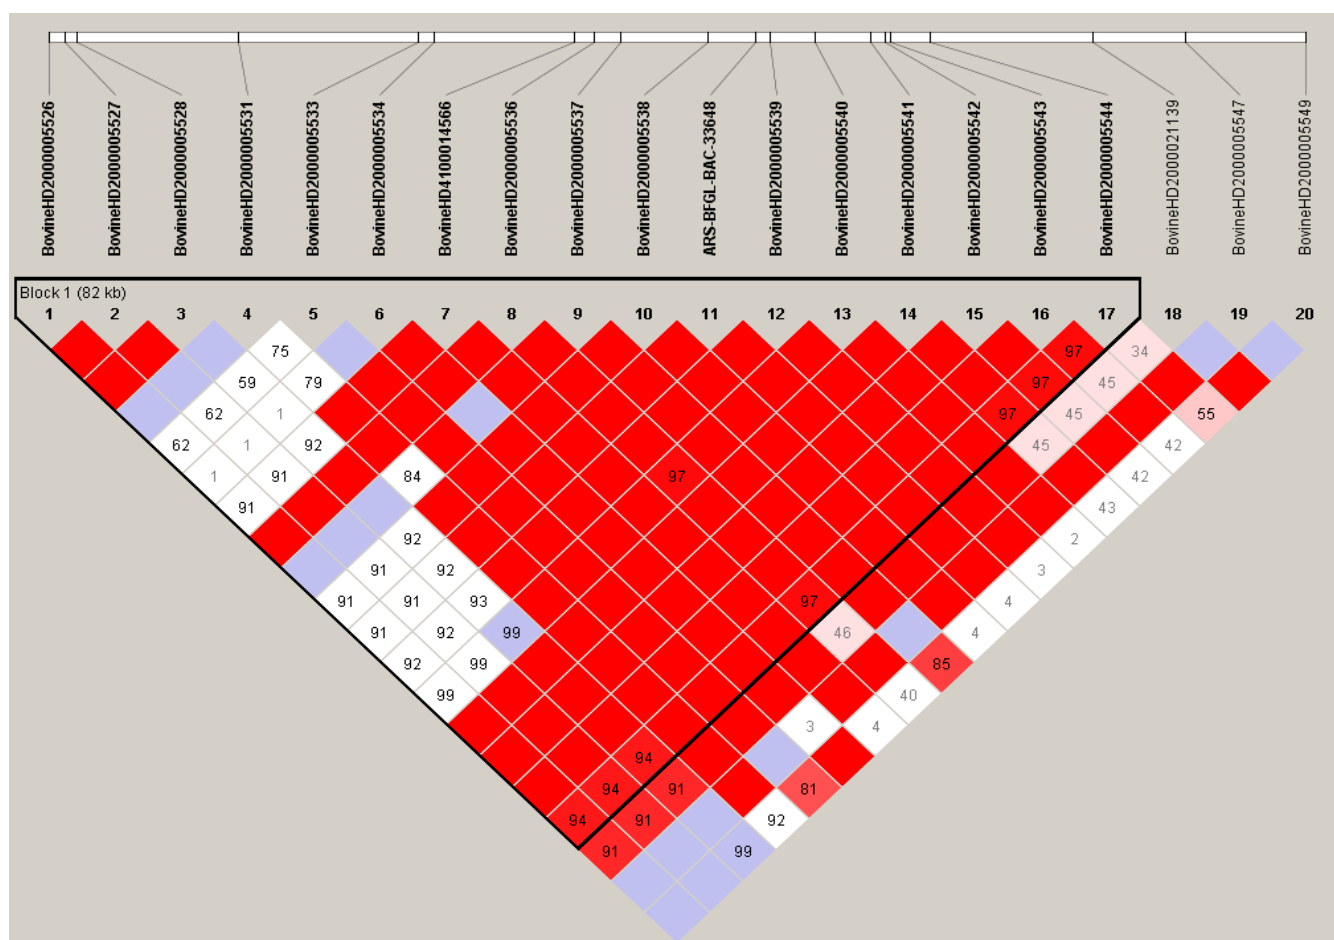 BovineHD2000005526
BovineHD2000005527
BovineHD2000005528
BovineHD2000005531
BovineHD2000005533
BovineHD2000005534
BovineHD4100014566
BovineHD2000005536
BovineHD2000005537
BovineHD2000005538
ARS-BFGL-BAC-33648
BovineHD2000005539
BovineHD2000005540
BovineHD2000005541
BovineHD2000005542
BovineHD2000005543
BovineHD2000005544
BovineHD2000021139
BovineHD2000005547
BovineHD2000005549
Block 1 (82 kb)
1 2 3 4 5 6 7 8 9 10 11 12 13 14 15 16 17 18 19 20
75 97 34
59 79 97 45
62 1 97 45 55
62 1 92 45 42
1 91 84 97 42
91 43
92 2
91 92 3
91 91 93 97 4
91 92 99 46 4
92 99 85
99 40
3 4
94
94 91 81
94 91 92
91 99